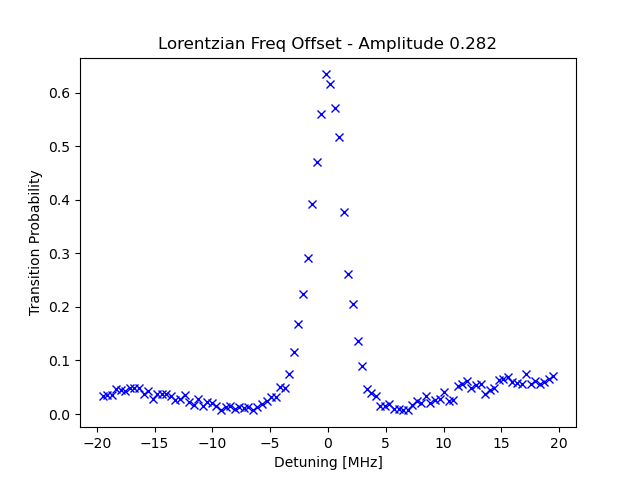 Lorentzian Freq Offset - Amplitude 0.282
Transition Probability
0.6
0.5
0.4
0.3
0.2
0.1
0.0
−20 −15 −10 −5 0 5 10 15 20
Detuning [MHz]